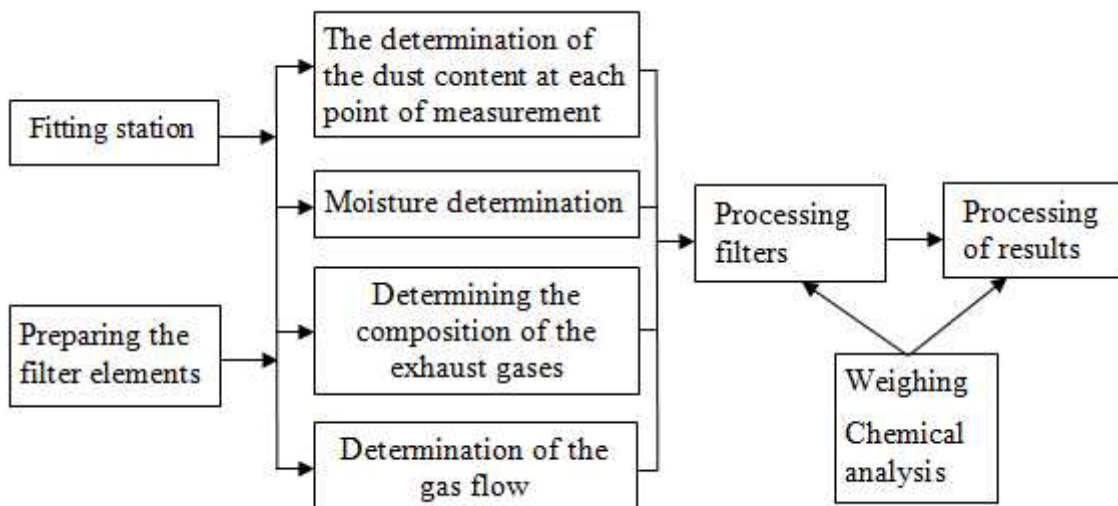 The determination of
the dust content at each
point of measurement
Fitting station
Moisture determination
Processing
filters
Processing
of results
Preparing the
filter elements
Determining the
composition of the
exhaust gases
Weighing
Chemical
analysis
Determination of the
gas flow